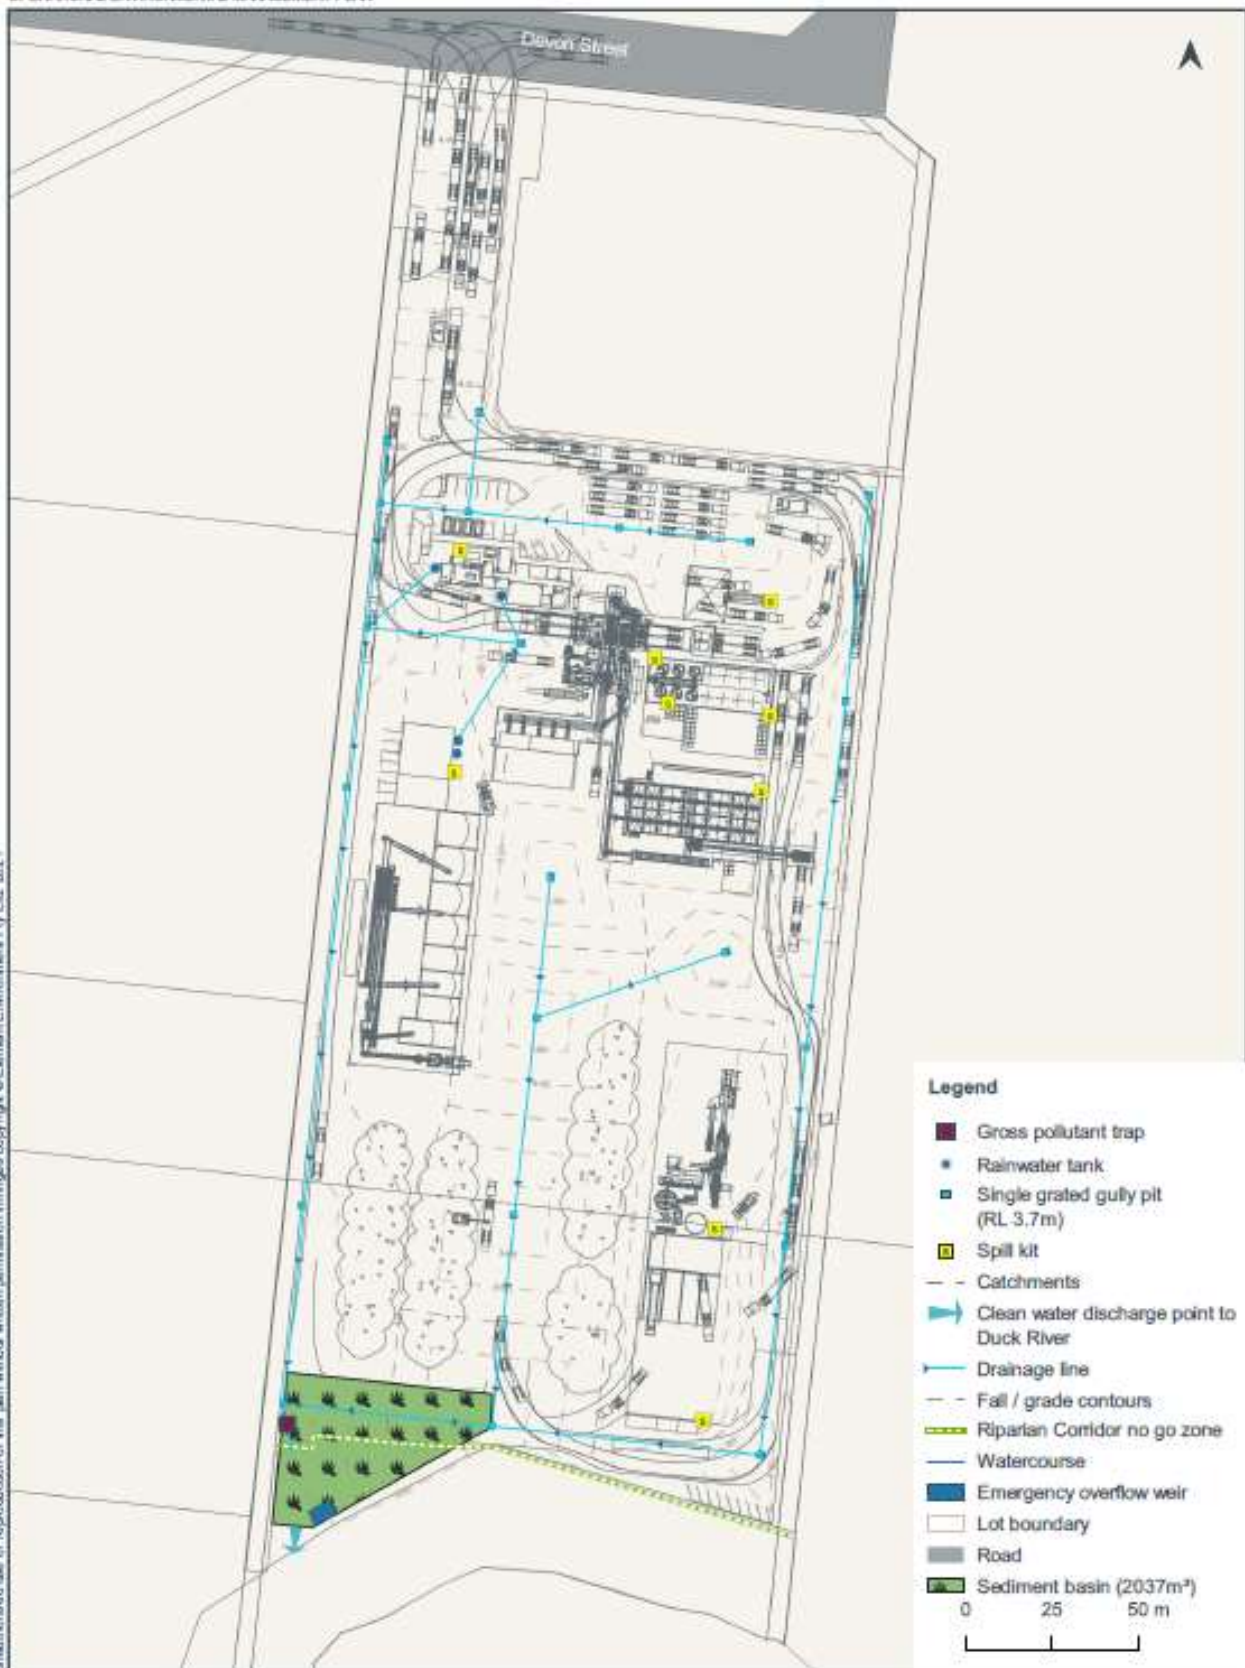 Devon Street
Legend
Gross pollutant trap
Rainwater tank
Single grated gully pit
(RL 3.7m)
Spill kit
Catchments
Clean water discharge point to
Duck River
Drainage line
Fall / grade contours
Riparian Corridor no go zone
Watercourse
Emergency overflow weir
Lot boundary
Road
Sediment basin (2037m³)
0 25 50 m